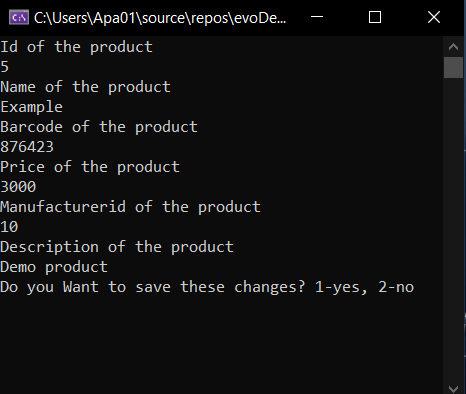 C:\Users\Apa01\source\repos\evoDe...
Id of the product
5
Name of the product
Example
Barcode of the product
876423
Price of the product
3000
Manufacturerid of the product
10
Description of the product
Demo product
Do you Want to save these changes? 1-yes, 2-no